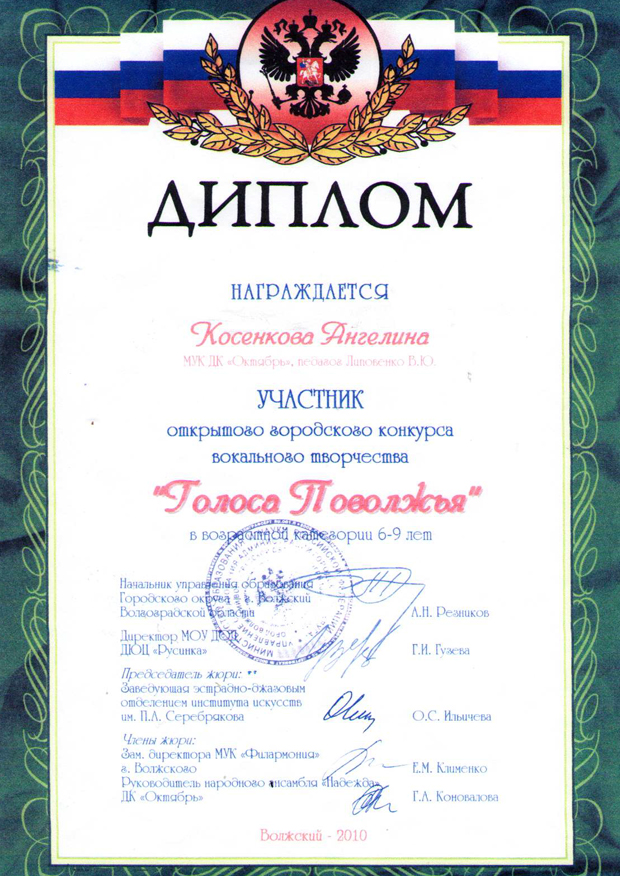 ДИПЛОМ
НАГРАЖДАЕТСЯ
Косенкова Ангелина
МУК ДК «Октябрь», педагог Литовенко В.Ю.
УЧАСТНИК
открытого городского конкурса
вокального творчества
"Голоса Поволжья"
в возрастной категории 6-9 лет
Начальник управления образования
Городского округа - г. Волжский
Волгоградской области Л.Н. Резников
Директор МОУ
ДЮЦ «Русинка» Г.И. Гузева
Председатель жюри:
Заведующая эстрадно-джазовым
отделением института искусств
им. П.А. Серебрякова О.С. Ильичева
Члены жюри:
Зам. директора МУК «Филармония»
г. Волжского Е.М. Клименко
Руководитель народного ансамбля «Надежда»
ДК «Октябрь» Г.А. Коновалова
Волжский - 2010